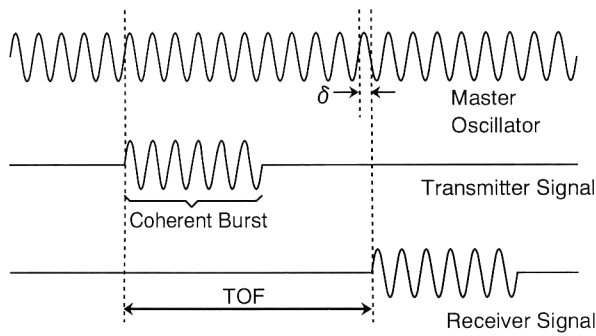 δ
Master
Oscillator
Transmitter Signal
Coherent Burst
TOF
Receiver Signal